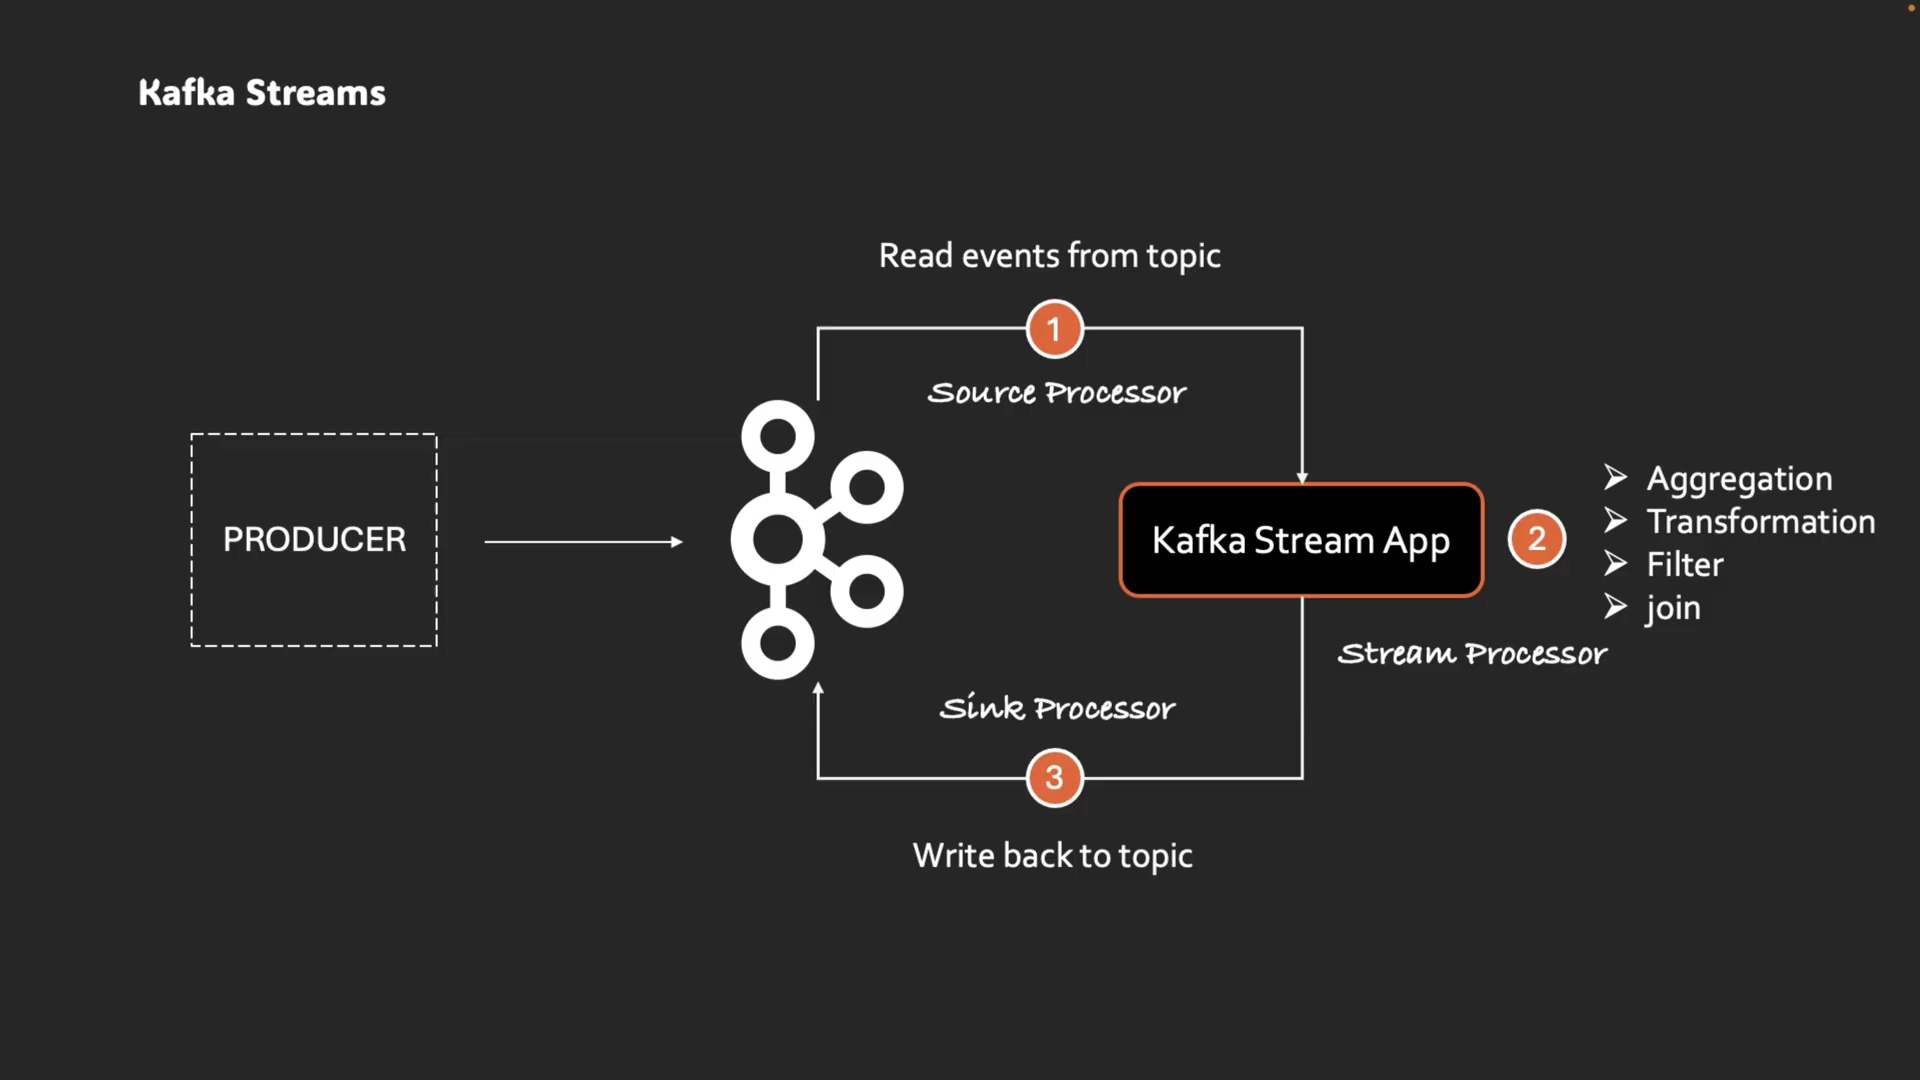 Kafka Streams
Read events from topic
1
Source Processor
PRODUCER
Kafka Stream App
2
Aggregation
Transformation
Filter
join
Stream Processor
Sink Processor
3
Write back to topic